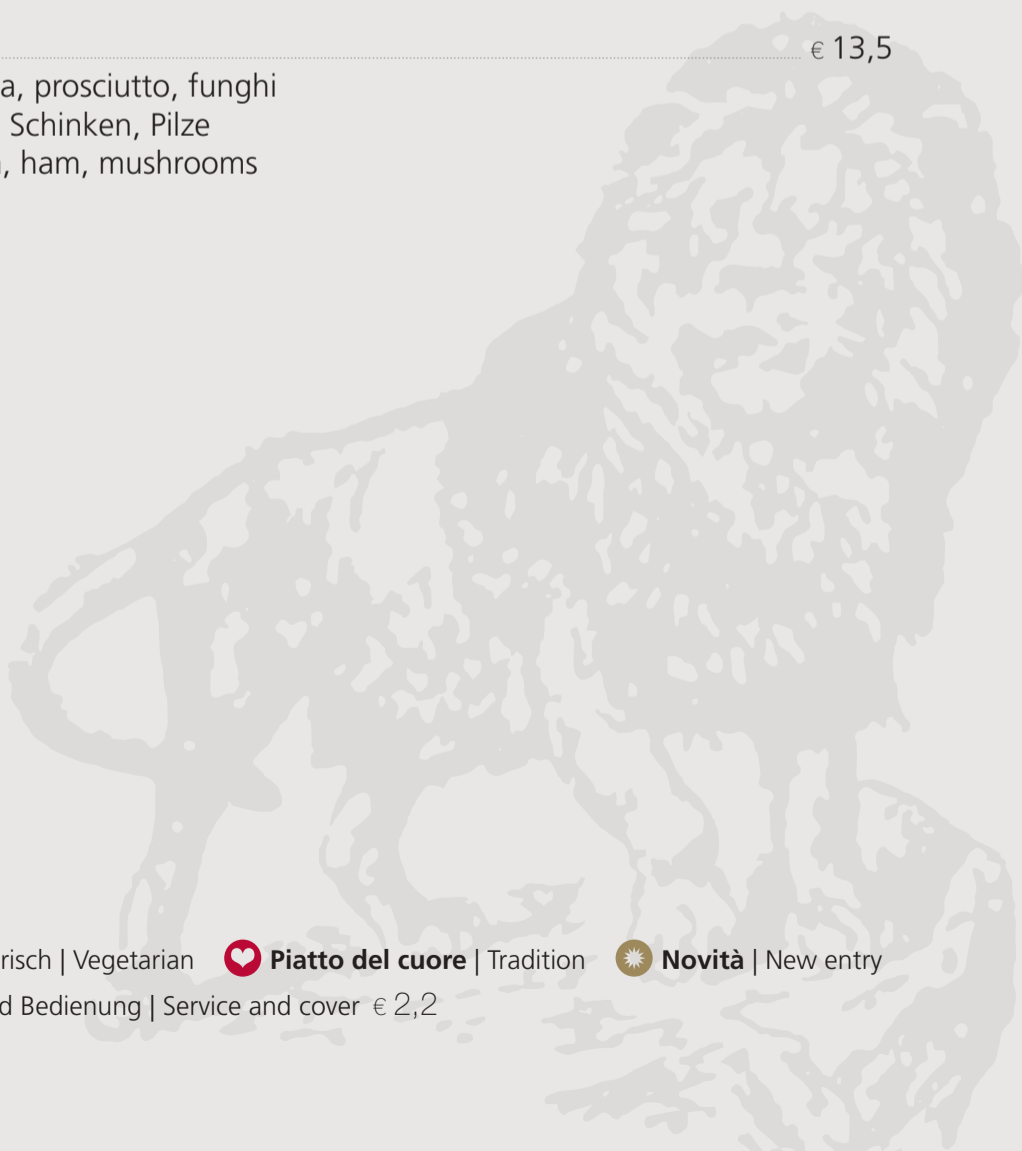 € 13,5
a, prosciutto, funghi
Schinken, Pilze
, ham, mushrooms
risch | Vegetarian Piatto del cuore | Tradition Novità | New entry
d Bedienung | Service and cover € 2,2